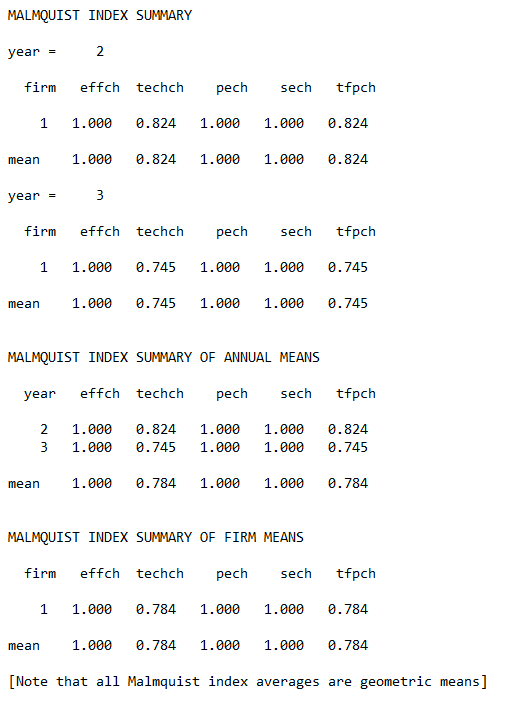 MALMQUIST INDEX SUMMARY
year =     2
firm   effch  techch    pech    sech   tfpch
1   1.000   0.824   1.000   1.000   0.824
mean    1.000   0.824   1.000   1.000   0.824
year =     3
firm   effch  techch    pech    sech   tfpch
1   1.000   0.745   1.000   1.000   0.745
mean    1.000   0.745   1.000   1.000   0.745
MALMQUIST INDEX SUMMARY OF ANNUAL MEANS
year   effch  techch    pech    sech   tfpch
2   1.000   0.824   1.000   1.000   0.824
3   1.000   0.745   1.000   1.000   0.745
mean    1.000   0.784   1.000   1.000   0.784
MALMQUIST INDEX SUMMARY OF FIRM MEANS
firm   effch  techch    pech    sech   tfpch
1   1.000   0.784   1.000   1.000   0.784
mean    1.000   0.784   1.000   1.000   0.784
[Note that all Malmquist index averages are geometric means]